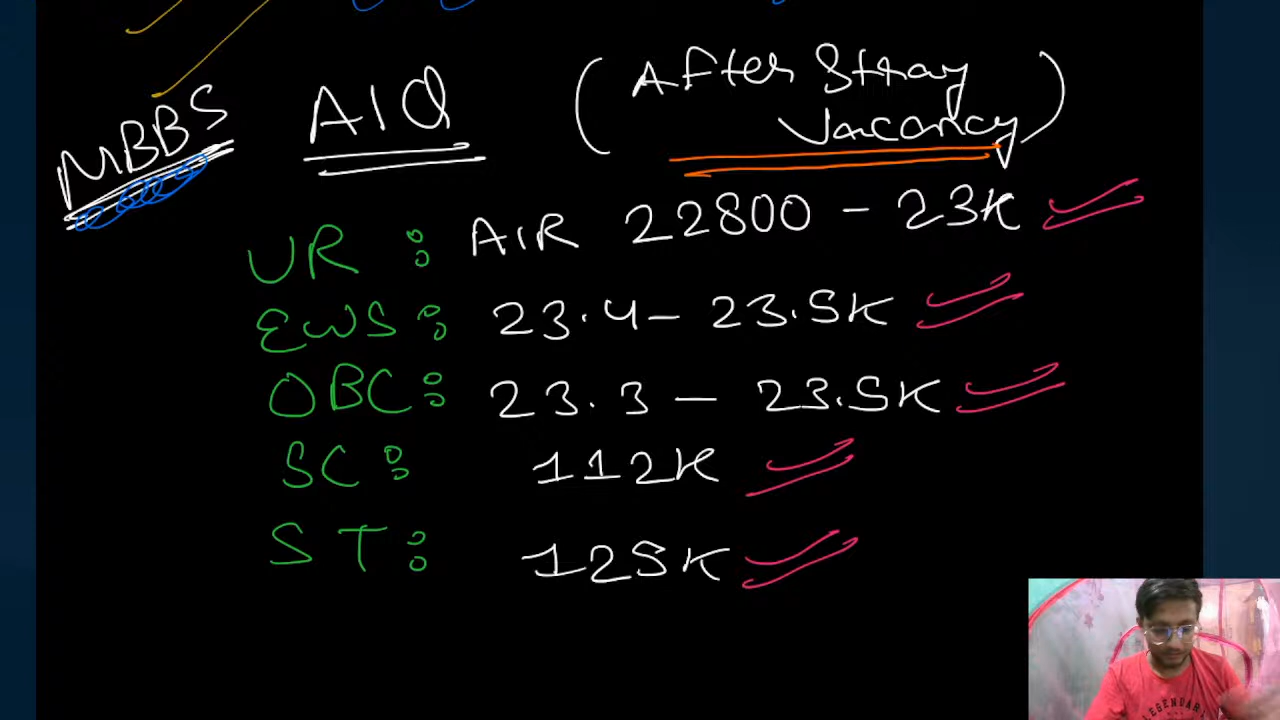 MBBS AIQ (After Stray
Vacancy)
UR : AIR 22800 - 23K
EWS : 23.4 - 23.5K
OBC : 23.3 - 23.5K
SC : 112K
ST : 125K
LEGENDARY